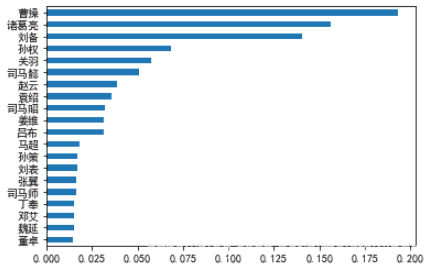 曹操
诸葛亮
刘备
孙权
关羽
司马懿
赵云
袁绍
司马昭
姜维
吕布
马超
孙策
刘表
张翼
司马师
丁奉
邓艾
魏延
董卓
0.000 0.025 0.050 0.075 0.100 0.125 0.150 0.175 0.200